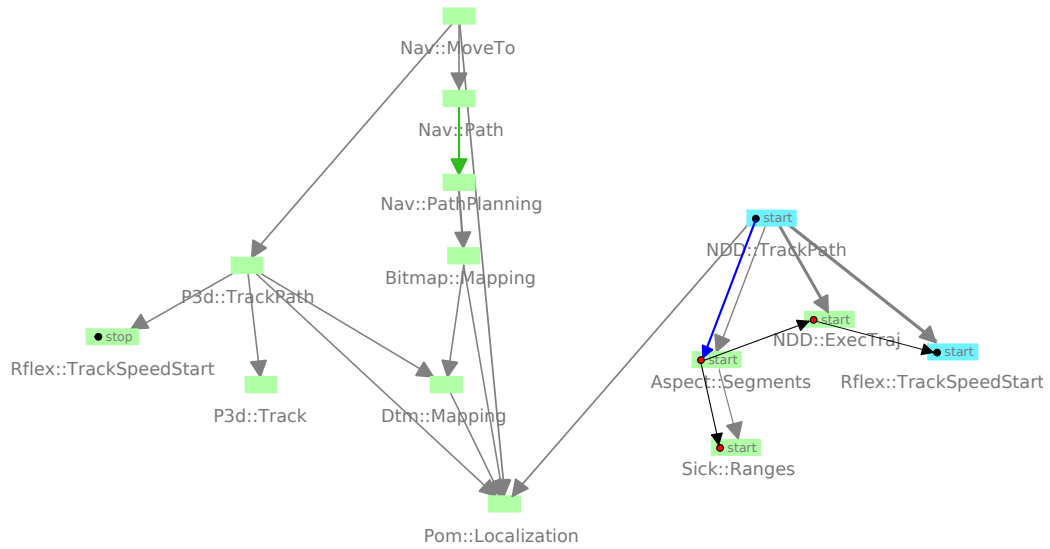 Nav::MoveTo
Nav::Path
Nav::PathPlanning
start
NDD::TrackPath
Bitmap::Mapping
P3d::TrackPath
start
stop
NDD::ExecTraj
start
start
Rflex::TrackSpeedStart
Aspect::Segments
Rflex::TrackSpeedStart
P3d::Track
Dtm::Mapping
start
Sick::Ranges
Pom::Localization